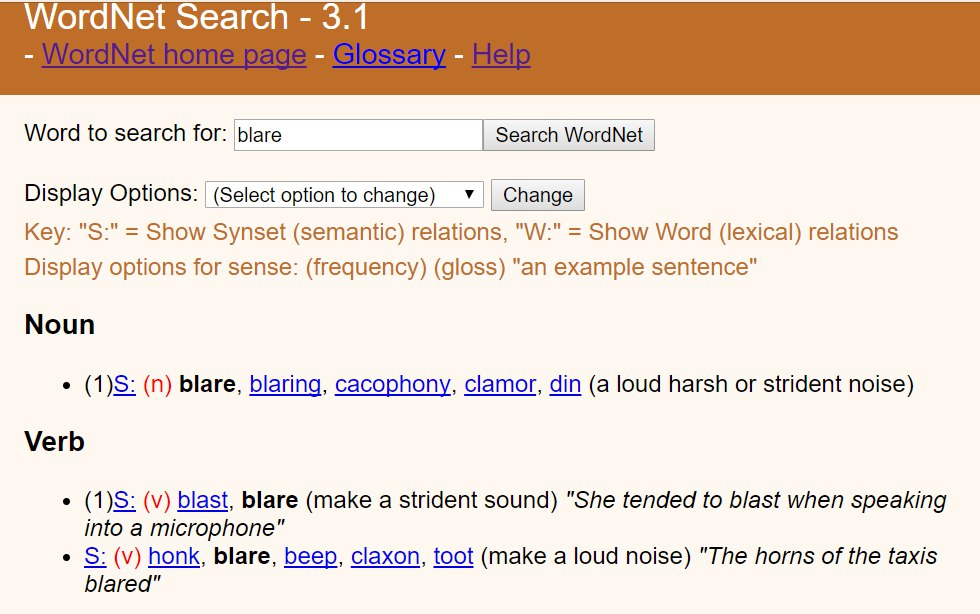 WordNet Search - 3.1
- WordNet home page - Glossary - Help
Word to search for: blare Search WordNet
Display Options: (Select option to change) Change
Key: "S:" = Show Synset (semantic) relations, "W:" = Show Word (lexical) relations
Display options for sense: (frequency) (gloss) "an example sentence"
Noun
• (1)S: (n) blare, blaring, cacophony, clamor, din (a loud harsh or strident noise)
Verb
• (1)S: (v) blast, blare (make a strident sound) "She tended to blast when speaking
into a microphone"
• S: (v) honk, blare, beep, claxon, toot (make a loud noise) "The horns of the taxis
blared"